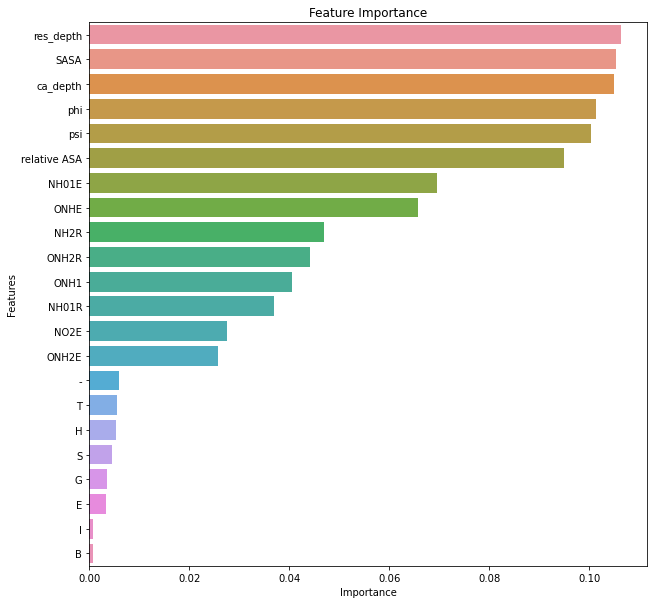 Feature Importance
Features
res_depth
SASA
ca_depth
phi
psi
relative ASA
NH01E
ONHE
NH2R
ONH2R
ONH1
NH01R
NO2E
ONH2E
-
T
H
S
G
E
I
B
0.00 0.02 0.04 0.06 0.08 0.10
Importance